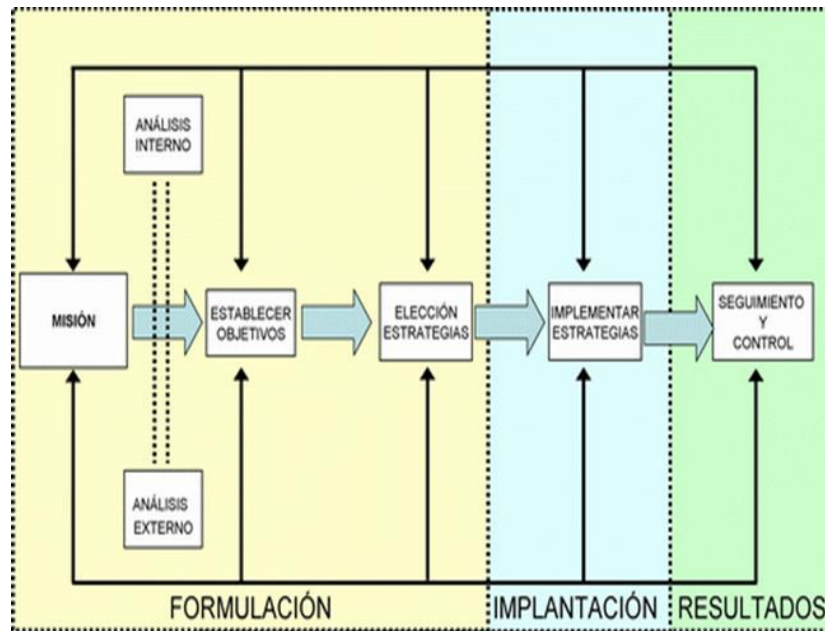 ANÁLISIS
INTERNO
MISIÓN
ESTABLECER
OBJETIVOS
ELECCIÓN
ESTRATEGIAS
IMPLEMENTAR
ESTRATEGIAS
SEGUIMIENTO
Y
CONTROL
ANÁLISIS
EXTERNO
FORMULACIÓN
IMPLANTACIÓN
RESULTADOS